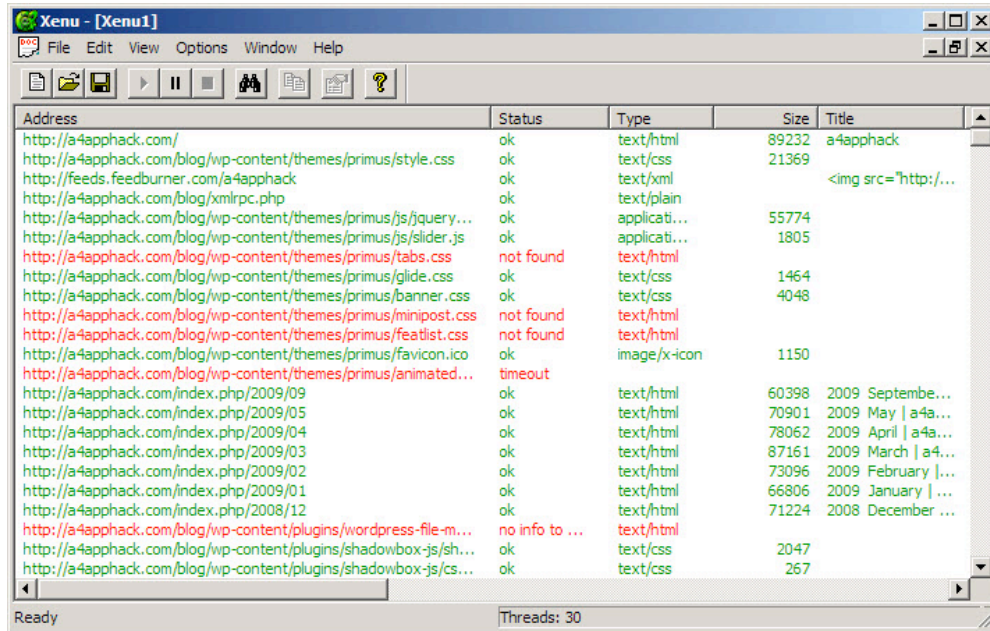 Xenu - [Xenu1]
DOC File Edit View Options Window Help
Address Status Type Size Title
http://a4apphack.com/ ok text/html 89232 a4apphack
http://a4apphack.com/blog/wp-content/themes/primus/style.css ok text/css 21369
http://feeds.feedburner.com/a4apphack ok text/xml <img src="http:/...
http://a4apphack.com/blog/xmlrpc.php ok text/plain
http://a4apphack.com/blog/wp-content/themes/primus/js/jquery... ok applicati... 55774
http://a4apphack.com/blog/wp-content/themes/primus/js/slider.js ok applicati... 1805
http://a4apphack.com/blog/wp-content/themes/primus/tabs.css not found text/html
http://a4apphack.com/blog/wp-content/themes/primus/glide.css ok text/css 1464
http://a4apphack.com/blog/wp-content/themes/primus/banner.css ok text/css 4048
http://a4apphack.com/blog/wp-content/themes/primus/minipost.css not found text/html
http://a4apphack.com/blog/wp-content/themes/primus/featlist.css not found text/html
http://a4apphack.com/blog/wp-content/themes/primus/favicon.ico ok image/x-icon 1150
http://a4apphack.com/blog/wp-content/themes/primus/animated... timeout
http://a4apphack.com/index.php/2009/09 ok text/html 60398 2009 Septembe...
http://a4apphack.com/index.php/2009/05 ok text/html 70901 2009 May | a4a...
http://a4apphack.com/index.php/2009/04 ok text/html 78062 2009 April | a4a...
http://a4apphack.com/index.php/2009/03 ok text/html 87161 2009 March | a4...
http://a4apphack.com/index.php/2009/02 ok text/html 73096 2009 February |...
http://a4apphack.com/index.php/2009/01 ok text/html 66806 2009 January | ...
http://a4apphack.com/index.php/2008/12 ok text/html 71224 2008 December ...
http://a4apphack.com/blog/wp-content/plugins/wordpress-file-m... no info to ... text/html
http://a4apphack.com/blog/wp-content/plugins/shadowbox-js/sh... ok text/css 2047
http://a4apphack.com/blog/wp-content/plugins/shadowbox-js/cs... ok text/css 267
Ready Threads: 30